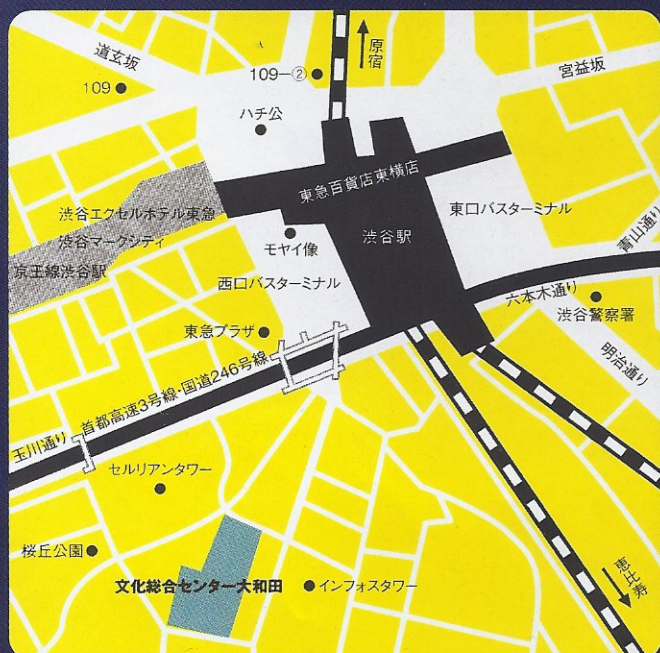 道玄坂
原宿
109
109-②
宮益坂
ハチ公
東急百貨店東横店
渋谷エクセルホテル東急
渋谷マークシティ
京王線渋谷駅
モヤイ像
渋谷駅
東口バスターミナル
青山通り
西口バスターミナル
六本木通り
渋谷警察署
東急プラザ
明治通り
首都高速3号線・国道246号線
玉川通り
セルリアンタワー
桜丘公園
文化総合センター大和田
インフォスタワー
恵比寿